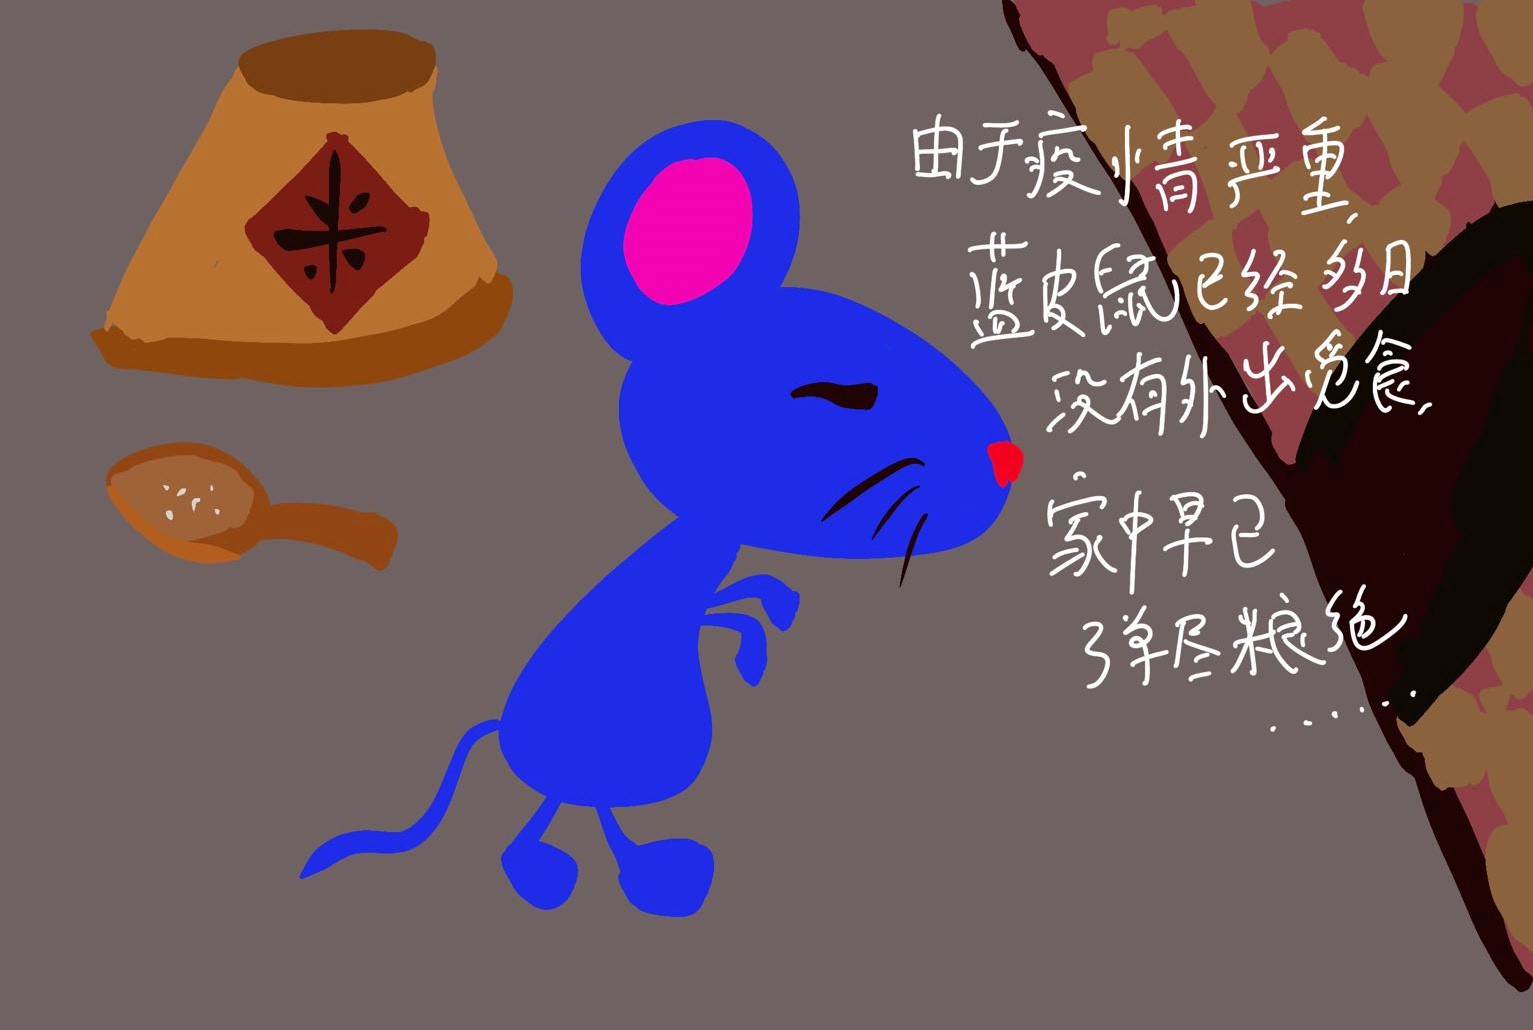 米
由于疫情严重,
蓝皮鼠已经多日
没有外出觅食,
家中早已
弹尽粮绝
......